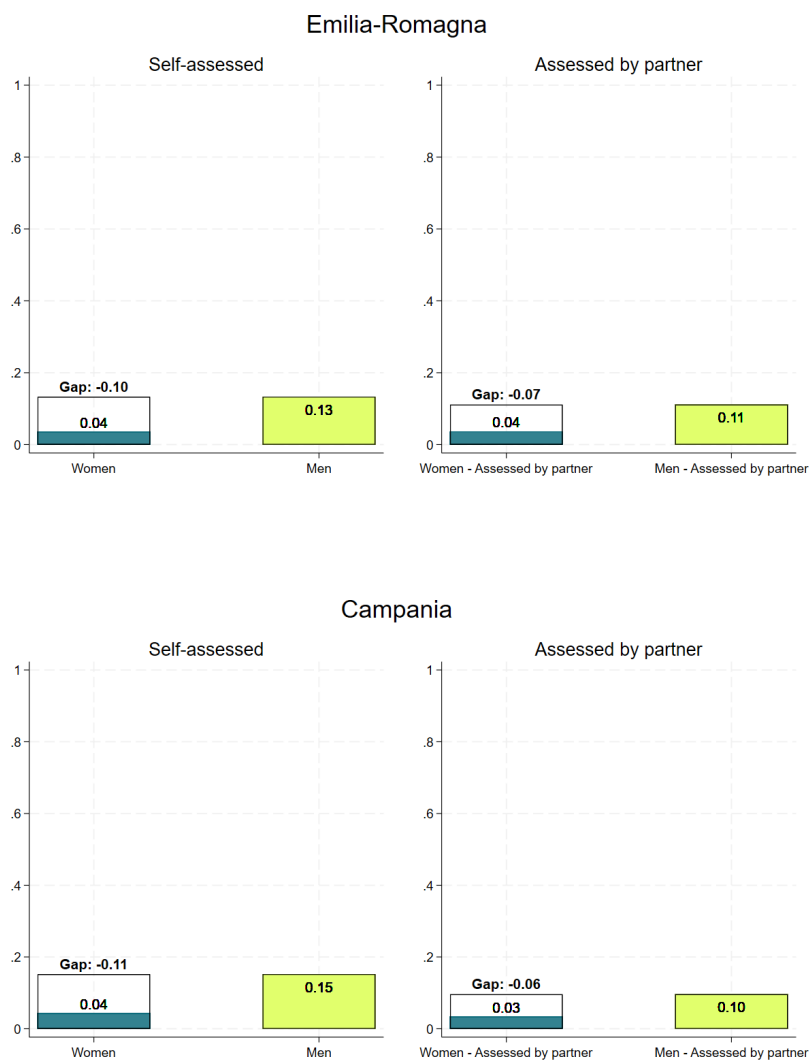 Emilia-Romagna
Self-assessed
Assessed by partner
1
.8
.6
.4
.2
0
Gap: -0.10
0.04
0.13
Women
Men
1
.8
.6
.4
.2
0
Gap: -0.07
0.04
0.11
Women - Assessed by partner
Men - Assessed by partner
Campania
Self-assessed
Assessed by partner
1
.8
.6
.4
.2
0
Gap: -0.11
0.04
0.15
Women
Men
1
.8
.6
.4
.2
0
Gap: -0.06
0.03
0.10
Women - Assessed by partner
Men - Assessed by partner